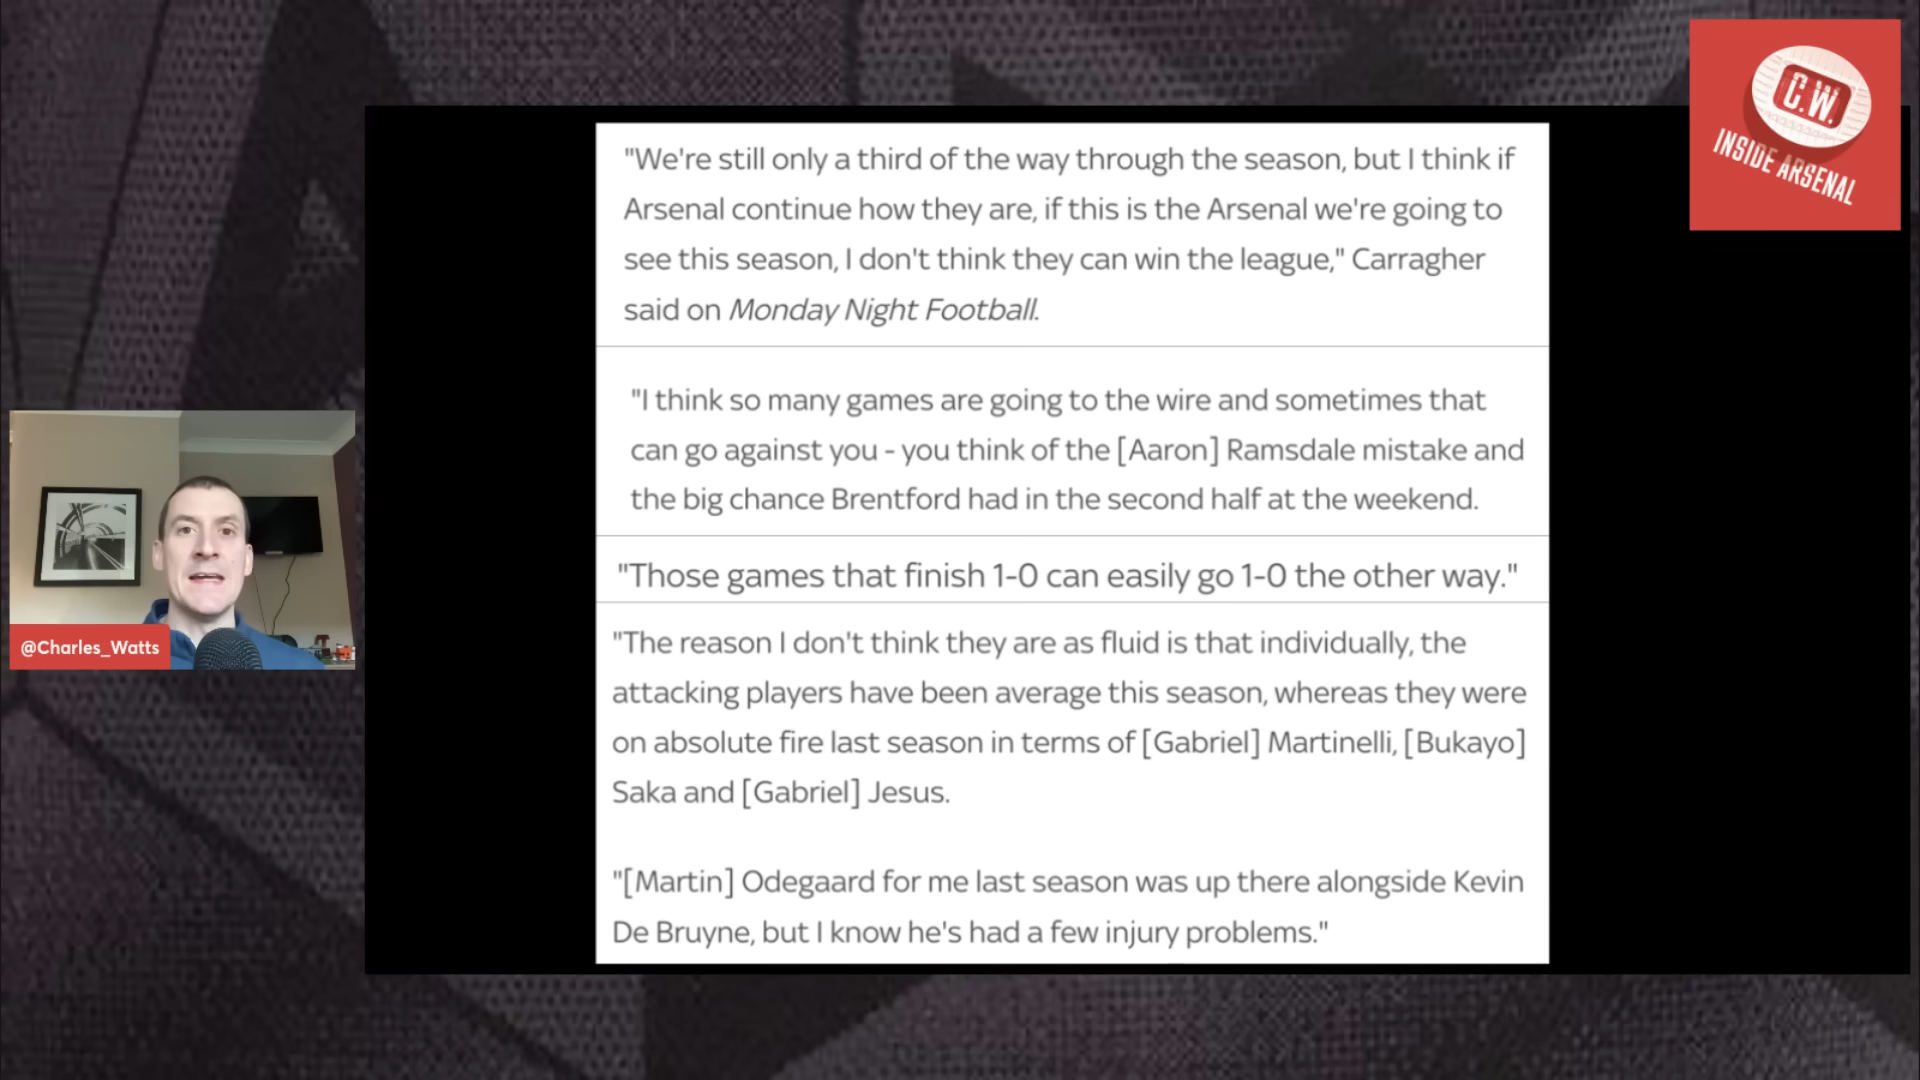 C.W.
INSIDE ARSENAL
"We're still only a third of the way through the season, but I think if
Arsenal continue how they are, if this is the Arsenal we're going to
see this season, I don't think they can win the league," Carragher
said on Monday Night Football.
"I think so many games are going to the wire and sometimes that
can go against you - you think of the [Aaron] Ramsdale mistake and
the big chance Brentford had in the second half at the weekend.
"Those games that finish 1-0 can easily go 1-0 the other way."
"The reason I don't think they are as fluid is that individually, the
attacking players have been average this season, whereas they were
on absolute fire last season in terms of [Gabriel] Martinelli, [Bukayo]
Saka and [Gabriel] Jesus.
"[Martin] Odegaard for me last season was up there alongside Kevin
De Bruyne, but I know he's had a few injury problems."
@Charles_Watts